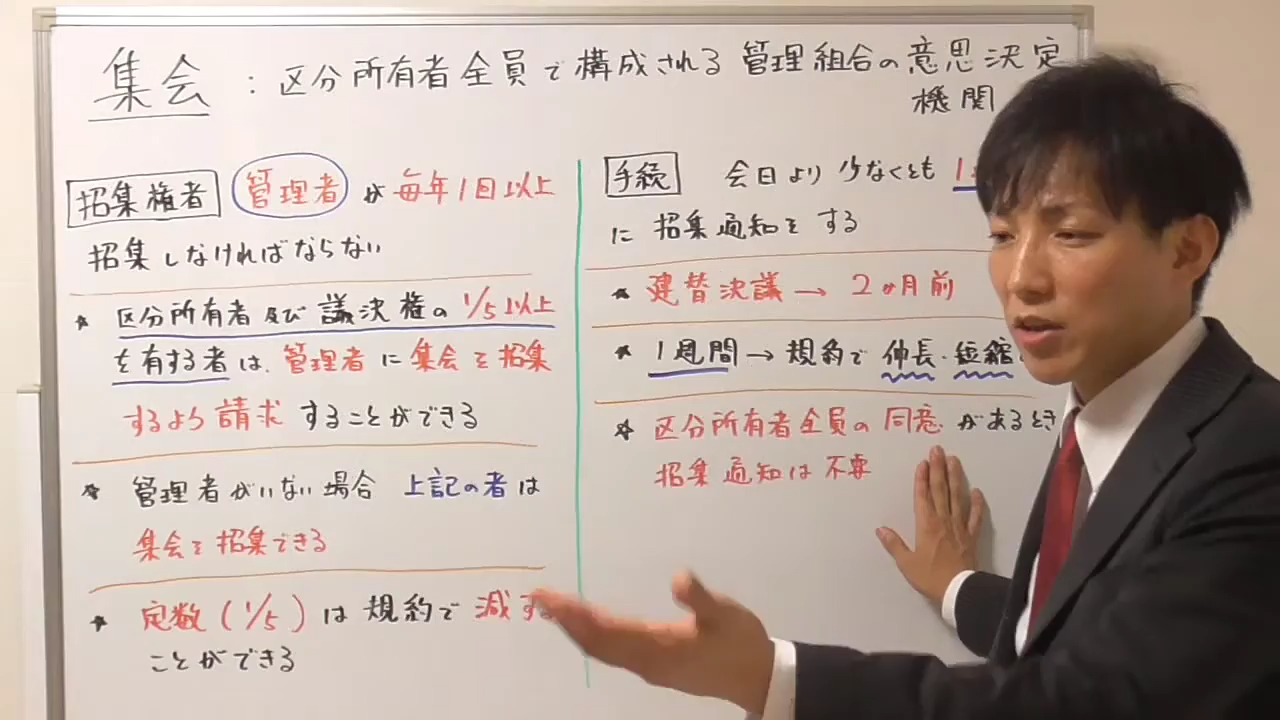 集会 : 区分所有者全員で構成される管理組合の意思決定
機関
招集権者 管理者が毎年1回以上
招集しなければならない
★ 区分所有者及び議決権の1/5以上
を有する者は、管理者に集会を招集
するよう請求することができる
★ 管理者がいない場合 上記の者は
集会を招集できる
★ 定数(1/5)は規約で減する
ことができる
手続 会日より少なくとも1
に招集通知をする
★ 建替決議→2ヶ月前
★ 1週間→規約で伸長・短縮
★ 区分所有者全員の同意があるとき
招集通知は不要